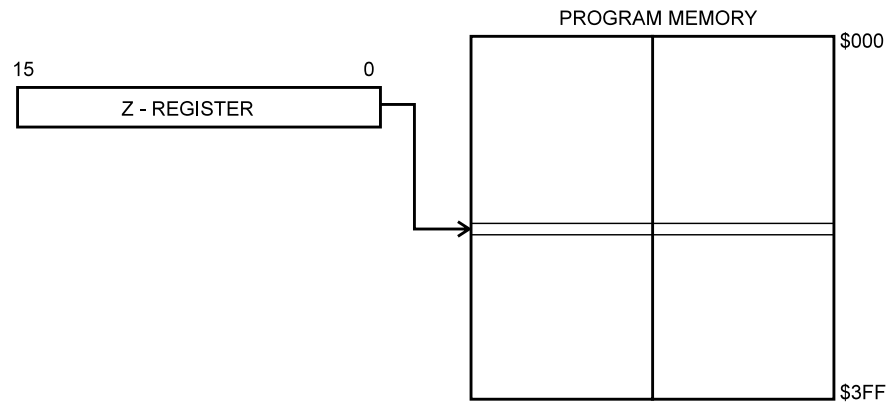 PROGRAM MEMORY
$000
15 0
Z - REGISTER
$3FF